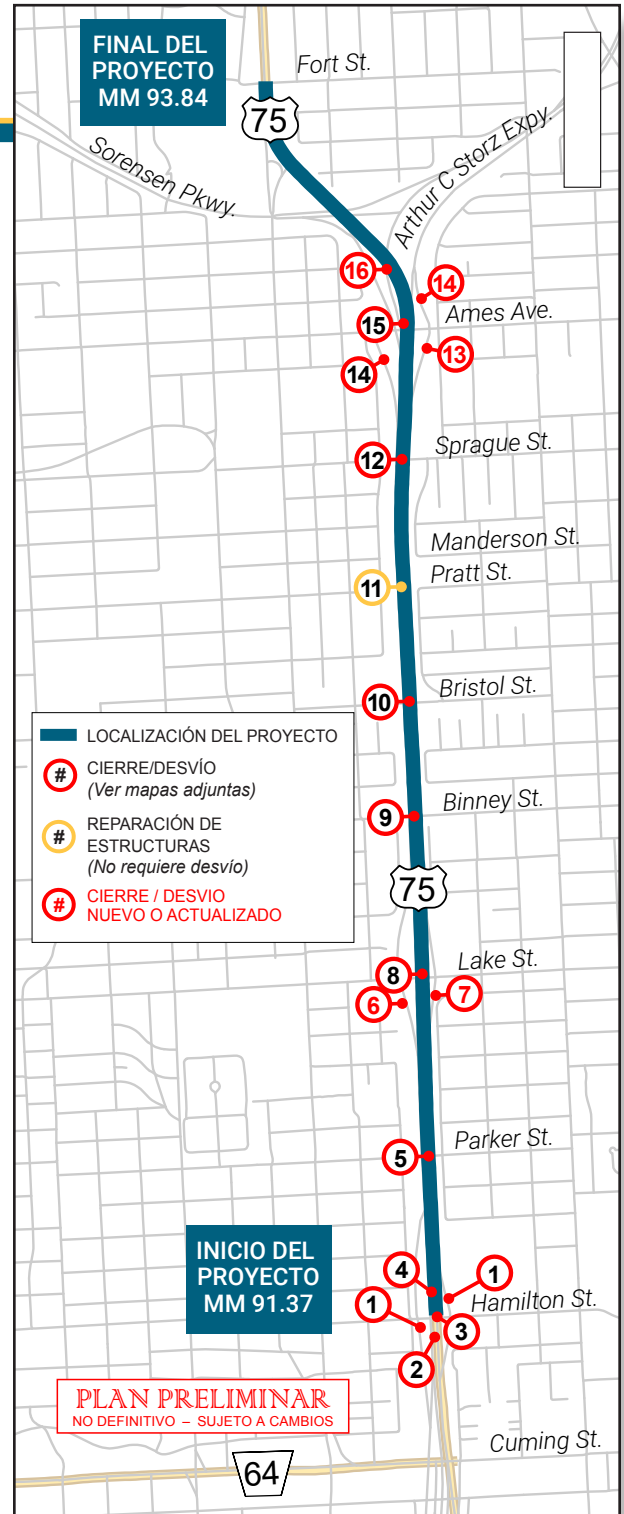 FINAL DEL
PROYECTO
MM 93.84
Fort St.
75
Sorensen Pkwy.
Arthur C Storz Expy.
16
14
Ames Ave.
15
13
14
Sprague St.
12
Manderson St.
Pratt St.
11
Bristol St.
10
LOCALIZACIÓN DEL PROYECTO
# CIERRE/DESVÍO
(Ver mapas adjuntas)
# REPARACIÓN DE
ESTRUCTURAS
(No requiere desvío)
# CIERRE / DESVIO
NUEVO O ACTUALIZADO
Binney St.
9
75
Lake St.
8
6
7
Parker St.
5
INICIO DEL
PROYECTO
MM 91.37
4
1
Hamilton St.
1
3
2
PLAN PRELIMINAR
NO DEFINITIVO – SUJETO A CAMBIOS
Cuming St.
64